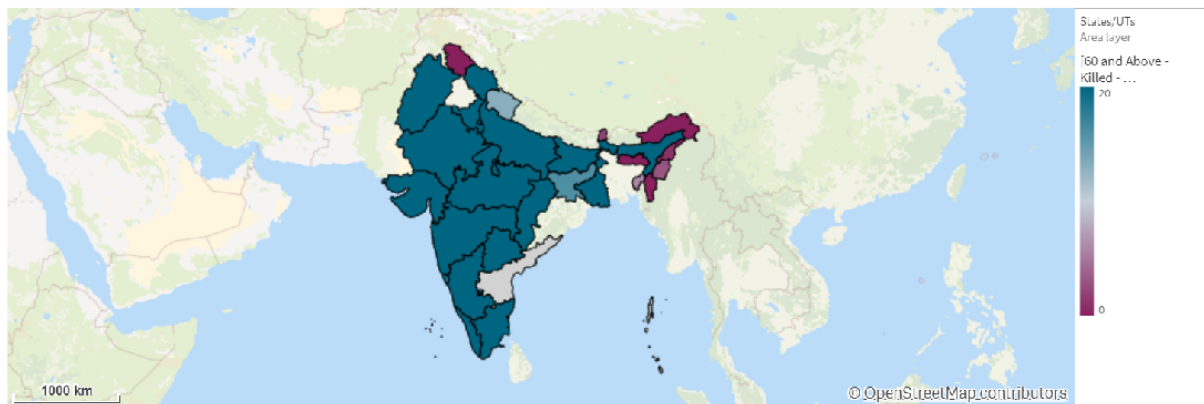 States/UTs
Area layer
[60 and Above -
Killed - ...
20
0
1000 km
© OpenStreetMap contributors